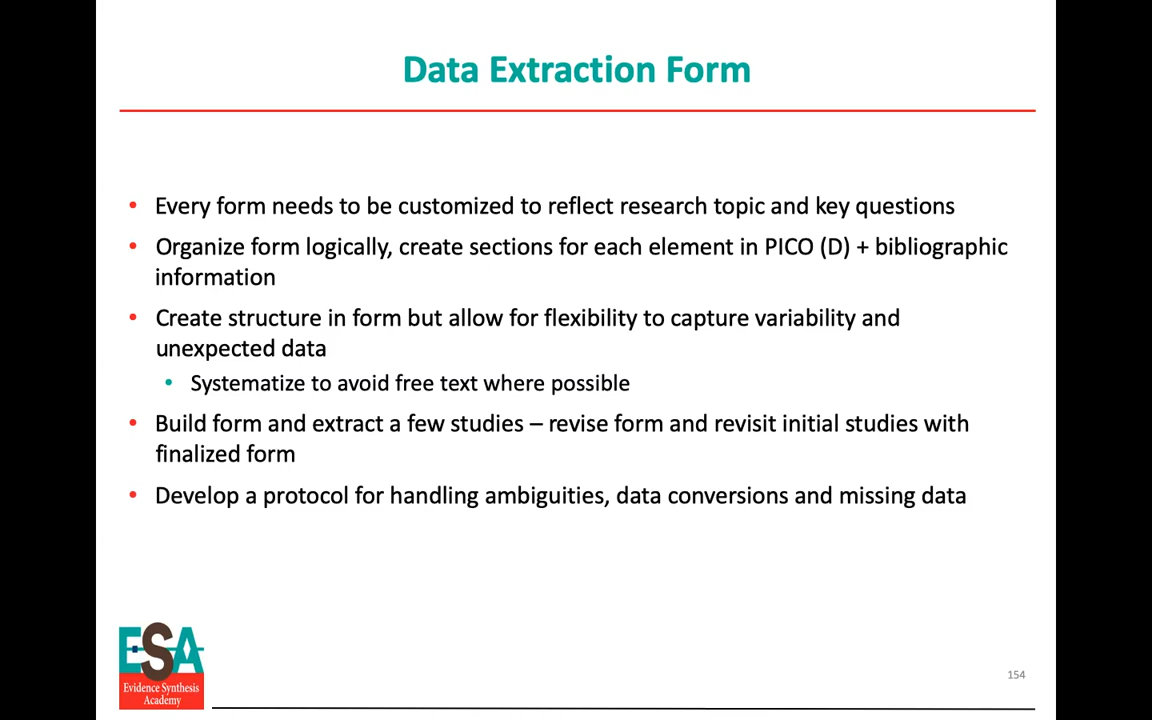 Data Extraction Form
• Every form needs to be customized to reflect research topic and key questions
• Organize form logically, create sections for each element in PICO (D) + bibliographic
information
• Create structure in form but allow for flexibility to capture variability and
unexpected data
• Systematize to avoid free text where possible
• Build form and extract a few studies – revise form and revisit initial studies with
finalized form
• Develop a protocol for handling ambiguities, data conversions and missing data
ESA
Evidence Synthesis
Academy
154